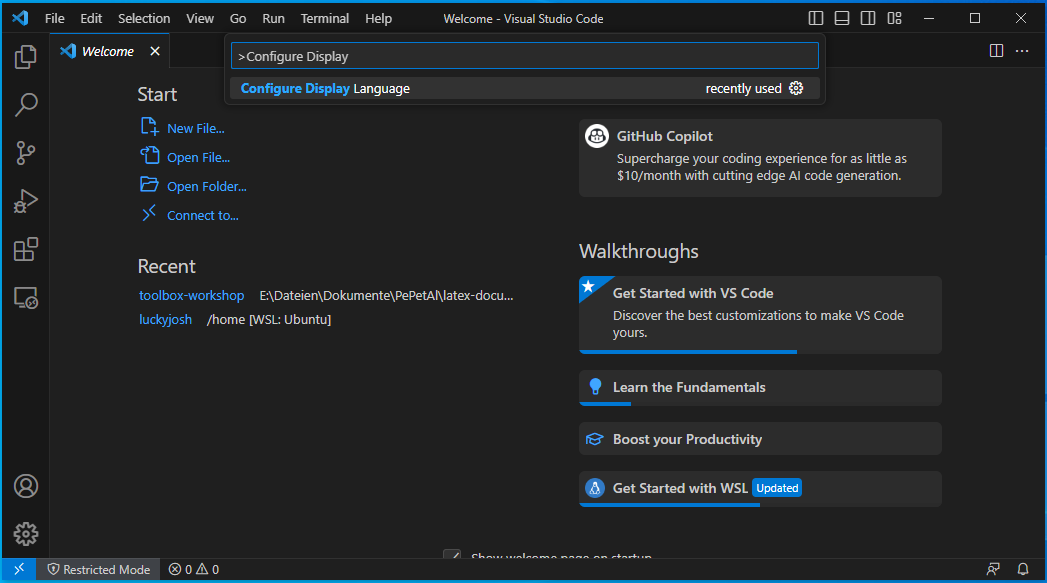 File Edit Selection View Go Run Terminal Help Welcome - Visual Studio Code
Welcome
>Configure Display
Configure Display Language recently used
Start
New File...
Open File...
Open Folder...
Connect to...
Recent
toolbox-workshop E:\Dateien\Dokumente\PePetAl\latex-docu...
luckyjosh /home [WSL: Ubuntu]
GitHub Copilot
Supercharge your coding experience for as little as
$10/month with cutting edge AI code generation.
Walkthroughs
Get Started with VS Code
Discover the best customizations to make VS Code
yours.
Learn the Fundamentals
Boost your Productivity
Get Started with WSL Updated
Show welcome page on startup
Restricted Mode 0 0